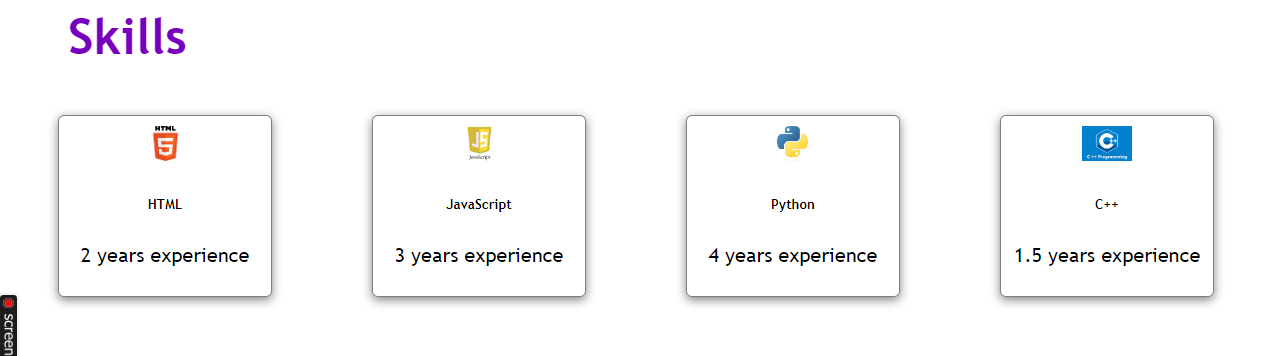 Skills
HTML
5
JS
JavaScript
C++
C ++ Programming
HTML
JavaScript
Python
C++
2 years experience
3 years experience
4 years experience
1.5 years experience
screen